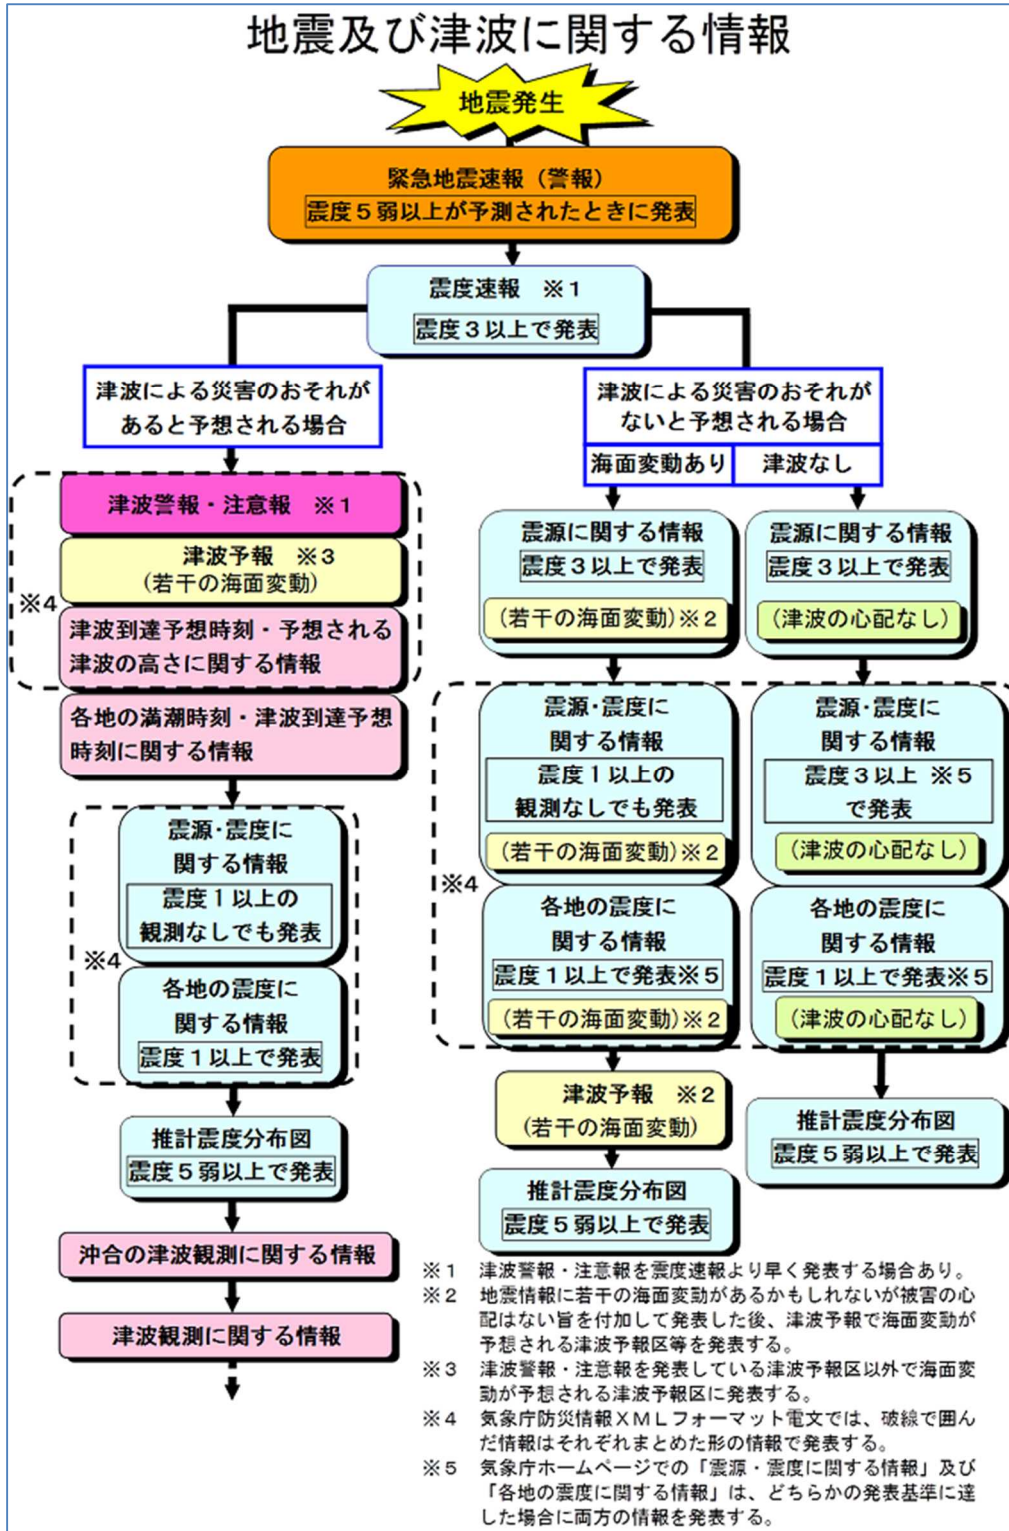 地震及び津波に関する情報
地震発生
緊急地震速報（警報）
震度５弱以上が予測されたときに発表
震度速報　※１
震度３以上で発表
津波による災害のおそれが
あると予想される場合
津波警報・注意報　※１
津波予報　※３
(若干の海面変動)
津波到達予想時刻・予想される
津波の高さに関する情報
※4
各地の満潮時刻・津波到達予想
時刻に関する情報
震源・震度に
関する情報
震度１以上の
観測なしでも発表
各地の震度に
関する情報
震度１以上で発表
※4
推計震度分布図
震度５弱以上で発表
沖合の津波観測に関する情報
津波観測に関する情報
津波による災害のおそれが
ないと予想される場合
海面変動あり
津波なし
震源に関する情報
震度３以上で発表
(若干の海面変動)※２
震源・震度に
関する情報
震度１以上の
観測なしでも発表
(若干の海面変動)※２
※4
各地の震度に
関する情報
震度１以上で発表※５
(若干の海面変動)※２
津波予報　※２
(若干の海面変動)
推計震度分布図
震度５弱以上で発表
震源に関する情報
震度３以上で発表
(津波の心配なし)
震源・震度に
関する情報
震度３以上 ※５
で発表
(津波の心配なし)
各地の震度に
関する情報
震度１以上で発表※５
(津波の心配なし)
推計震度分布図
震度５弱以上で発表
※１　津波警報・注意報を震度速報より早く発表する場合あり。
※２　地震情報に若干の海面変動があるかもしれないが被害の心
配はない旨を付加して発表した後、津波予報で海面変動が
予想される津波予報区等を発表する。
※３　津波警報・注意報を発表している津波予報区以外で海面変
動が予想される津波予報区に発表する。
※４　気象庁防災情報ＸＭＬフォーマット電文では、破線で囲ん
だ情報はそれぞれまとめた形の情報で発表する。
※５　気象庁ホームページでの「震源・震度に関する情報」及び
「各地の震度に関する情報」は、どちらかの発表基準に達
した場合に両方の情報を発表する。